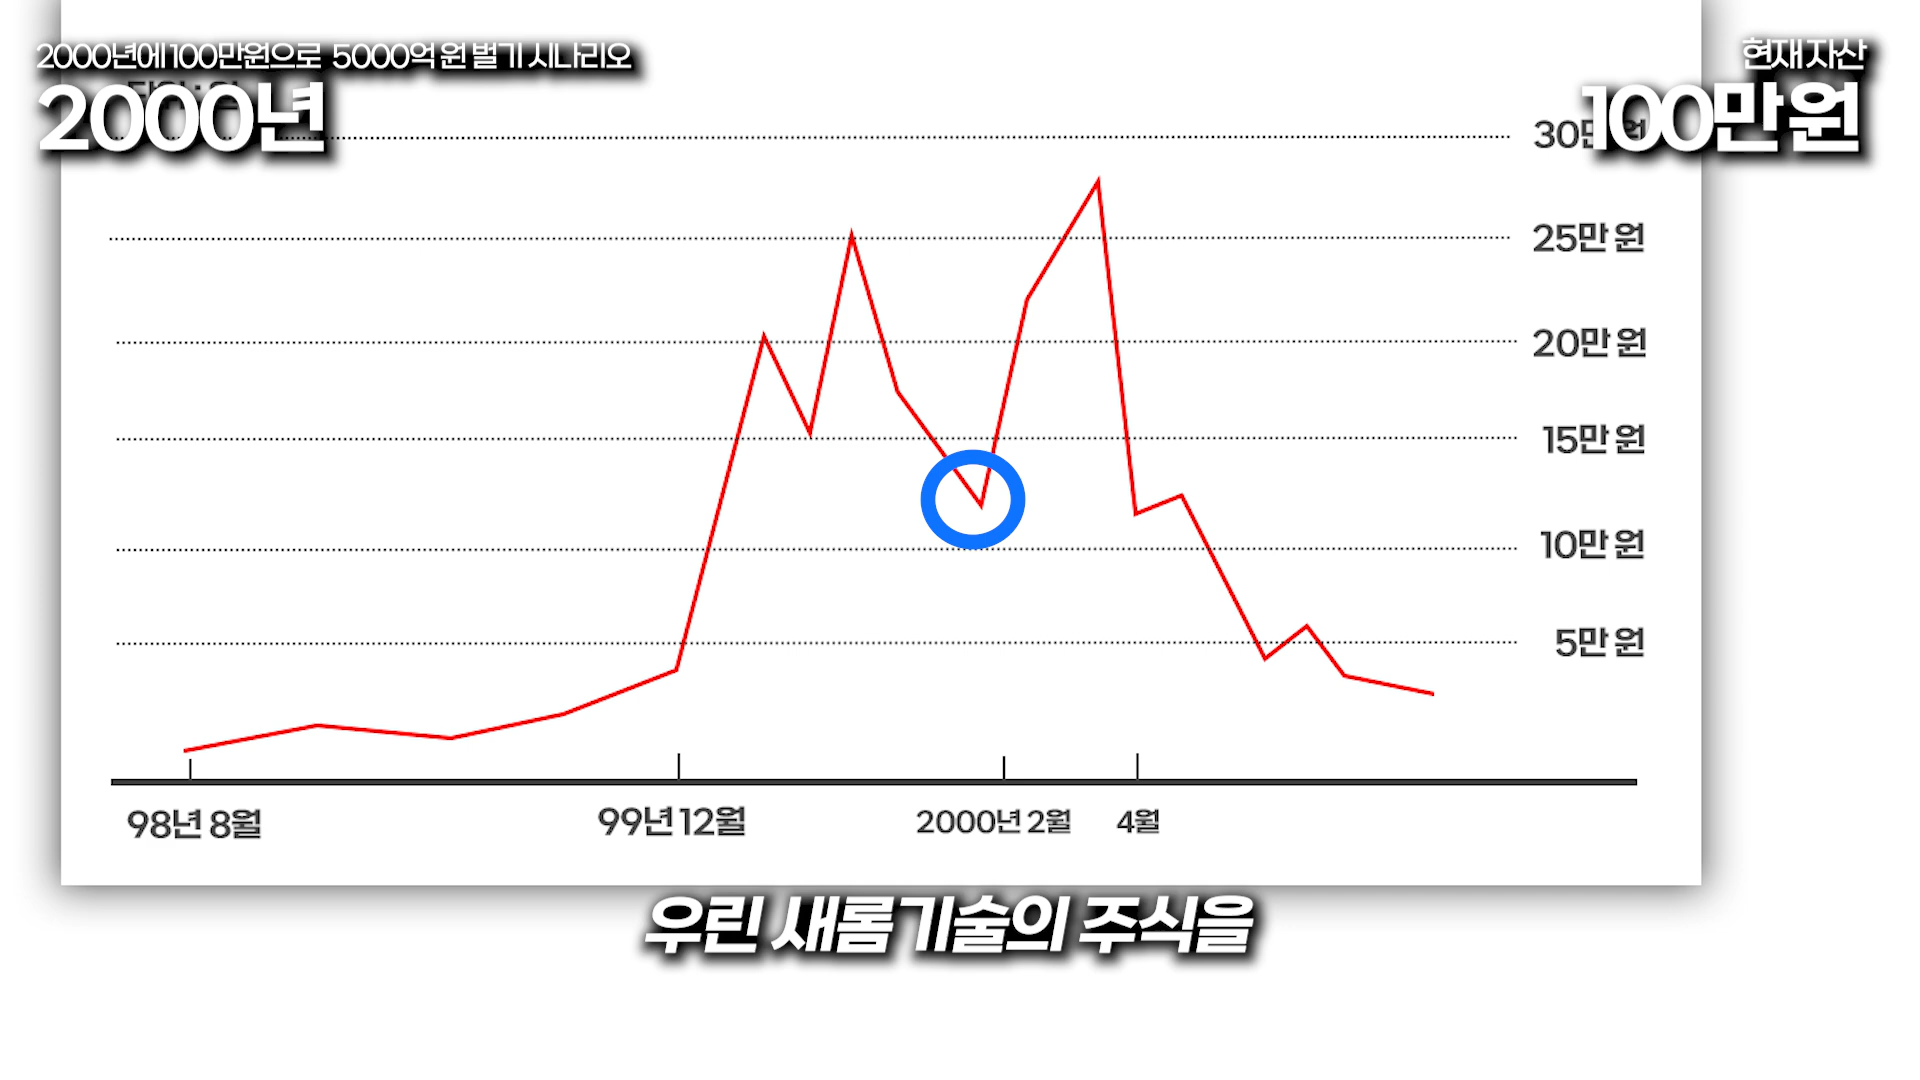 2000년에 100만원으로 5000억 원 벌기 시나리오
2000년
현재 자산
100만원
25만 원
20만 원
15만 원
10만 원
5만 원
98년 8월
99년 12월
2000년 2월
4월
우린 새롬기술의 주식을